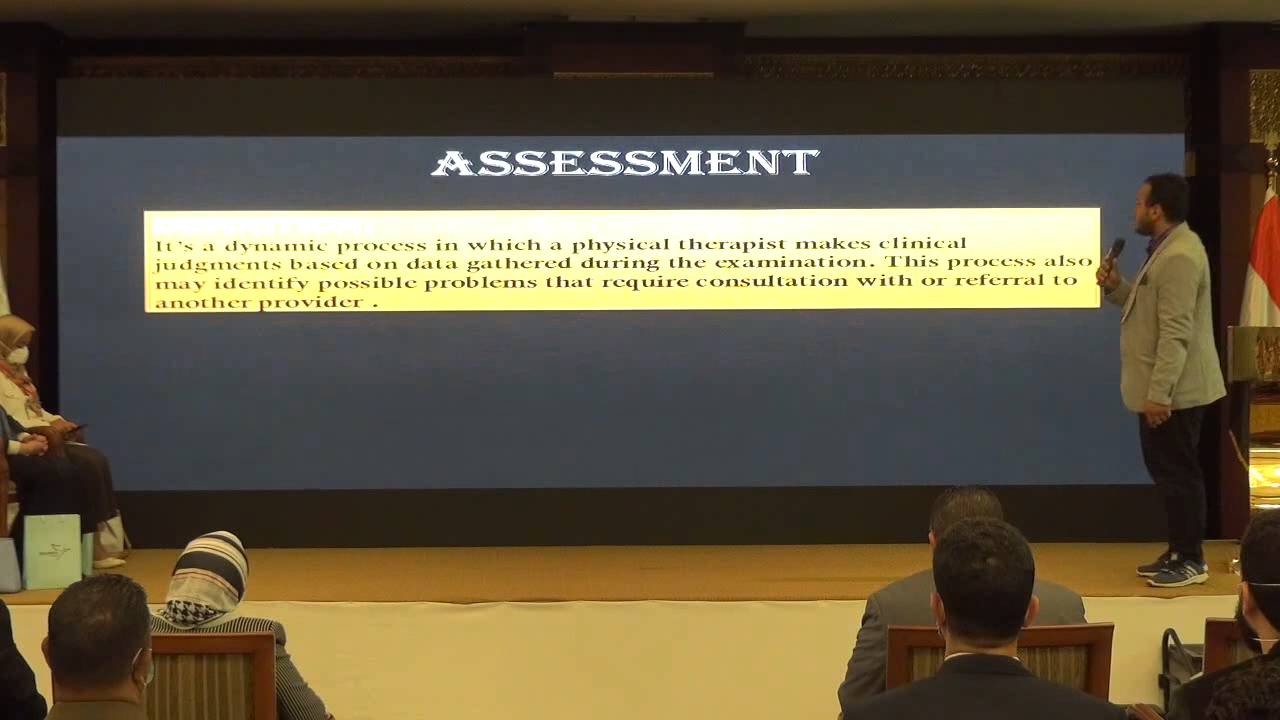 ASSESSMENT
It's a dynamic process in which a physical therapist makes clinical
judgments based on data gathered during the examination. This process also
may identify possible problems that require consultation with or referral to
another provider .